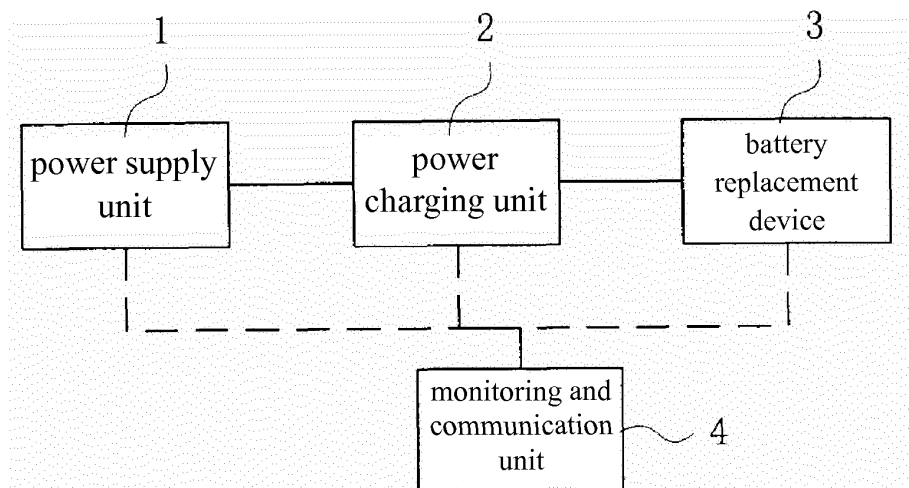 1
2
3
power supply
unit
power
charging unit
battery
replacement
device
monitoring and
communication
unit
4